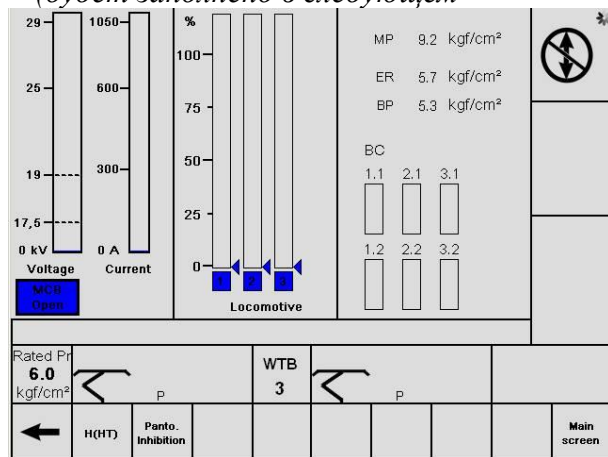 (будет заполнено в следующем
29 1050 % MP 9.2 kgf/cm²
100
ER 5.7 kgf/cm²
25 600 75 BP 5.3 kgf/cm²
50 BC
19 300 1.1 2.1 3.1
17,5 25
0 kV 0 A 0 1.2 2.2 3.2
Voltage Current
1 2 3
MCB
Open
Locomotive
Rated Pr
6.0
kgf/cm²
P
WTB
3
P
H(HT)
Panto.
Inhibition
Main
screen